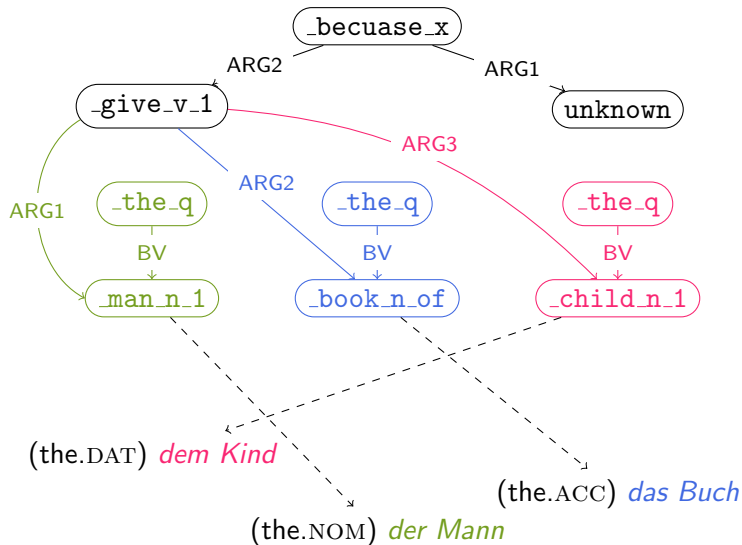 _becuase_x
ARG2
ARG1
_give_v_1
unknown
ARG3
ARG2
ARG1
_the_q
_the_q
_the_q
BV
BV
BV
_man_n_1
_book_n_of
_child_n_1
(the.DAT) dem Kind
(the.ACC) das Buch
(the.NOM) der Mann